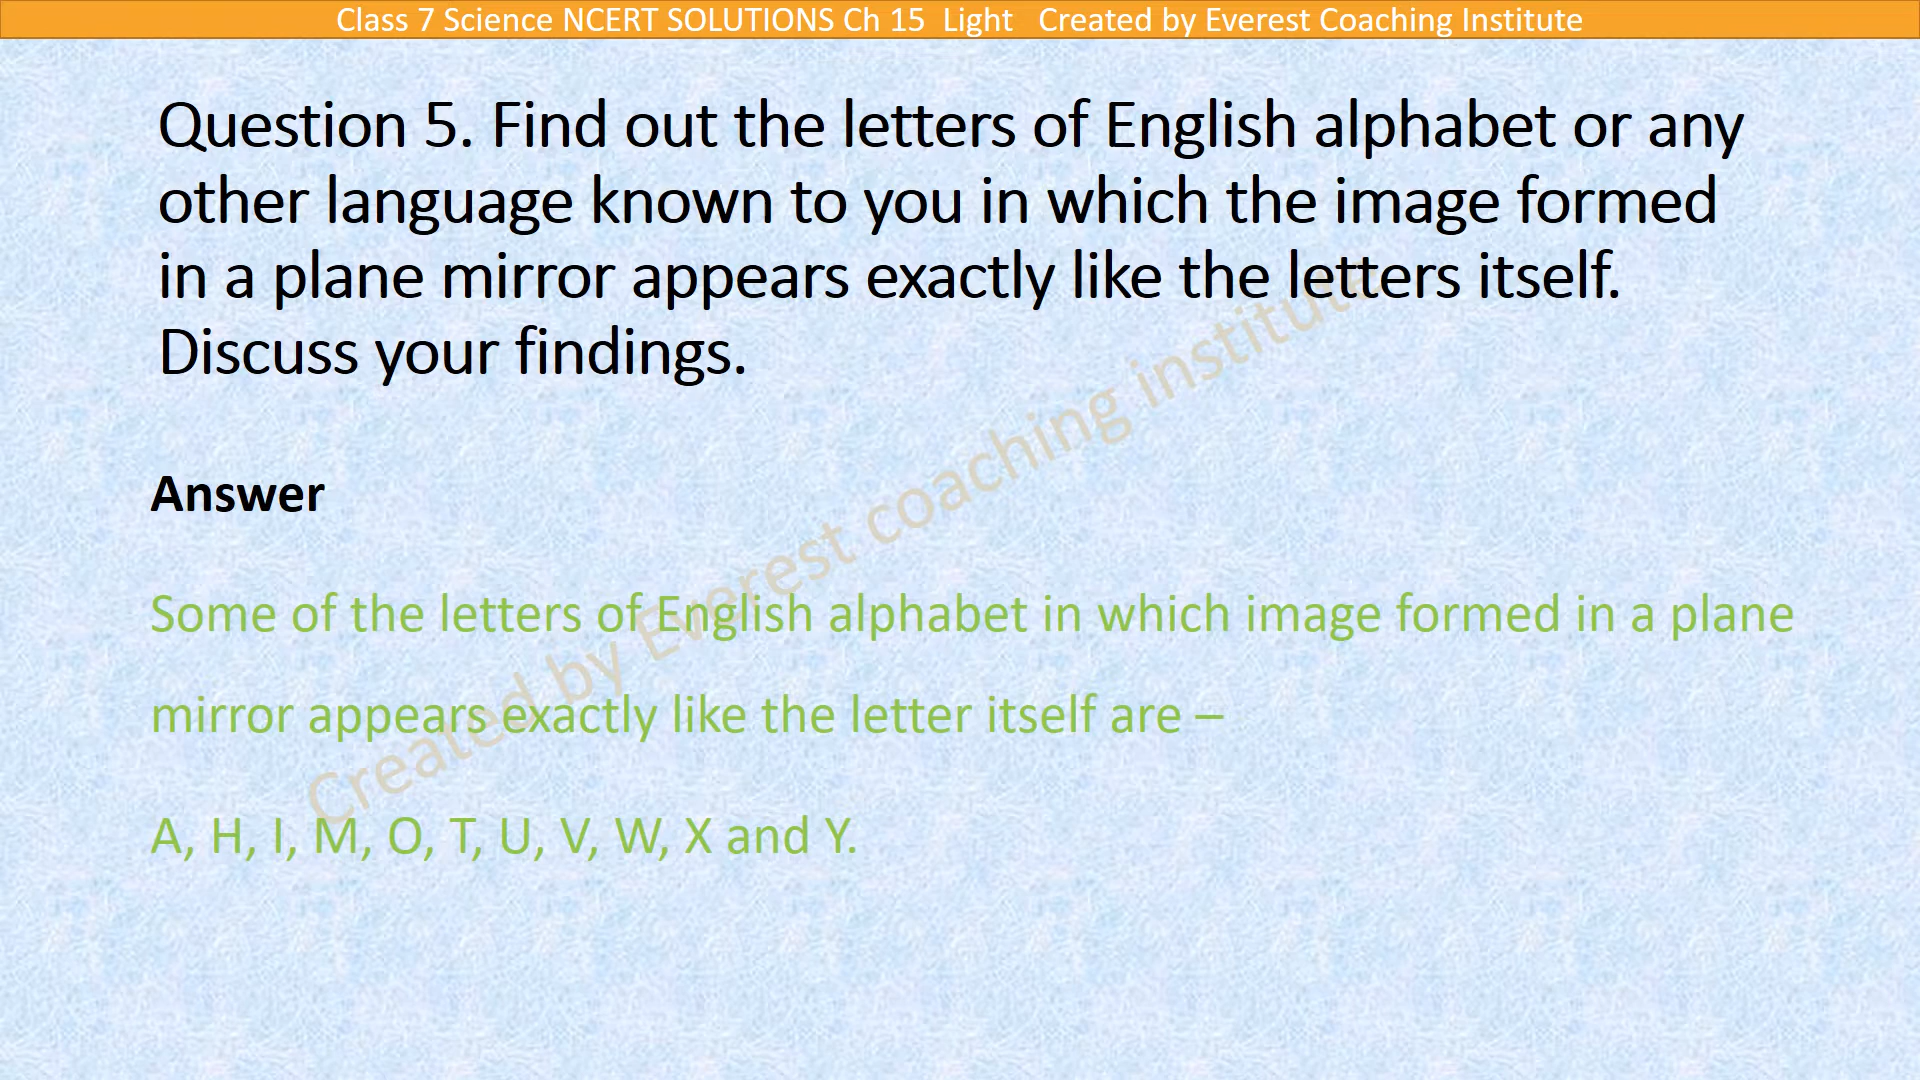 Class 7 Science NCERT SOLUTIONS Ch 15  Light   Created by Everest Coaching Institute
Question 5. Find out the letters of English alphabet or any
other language known to you in which the image formed
in a plane mirror appears exactly like the letters itself.
Discuss your findings.
Answer
Some of the letters of English alphabet in which image formed in a plane
mirror appears exactly like the letter itself are –
A, H, I, M, O, T, U, V, W, X and Y.
Created by Everest coaching institute